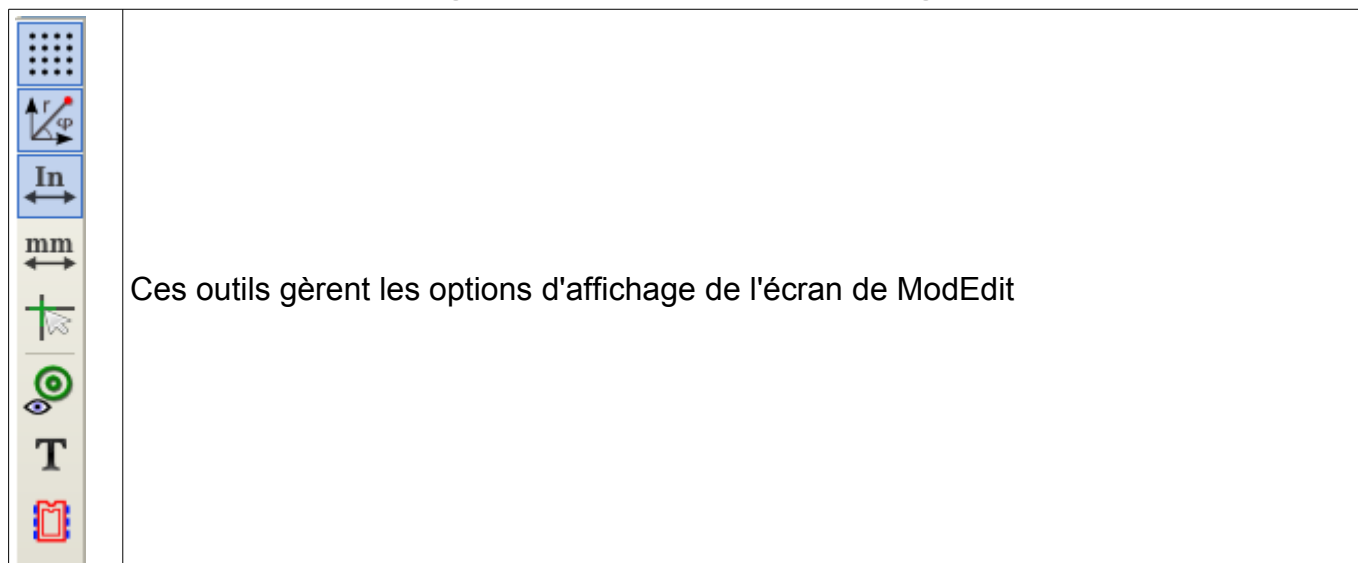 r
φ
In
mm
Ces outils gèrent les options d'affichage de l'écran de ModEdit
T